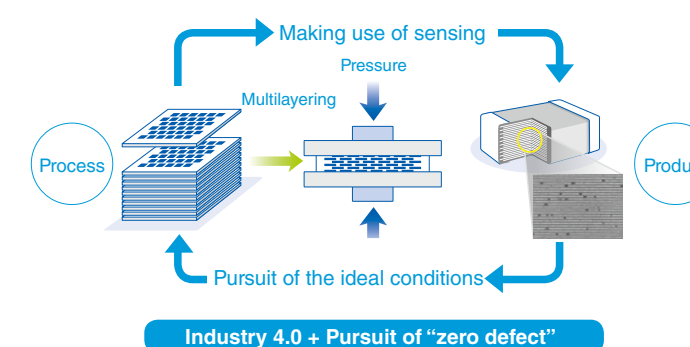 Making use of sensing
Pressure
Multilayering
Process
Produ
Pursuit of the ideal conditions
Industry 4.0 + Pursuit of “zero defect”